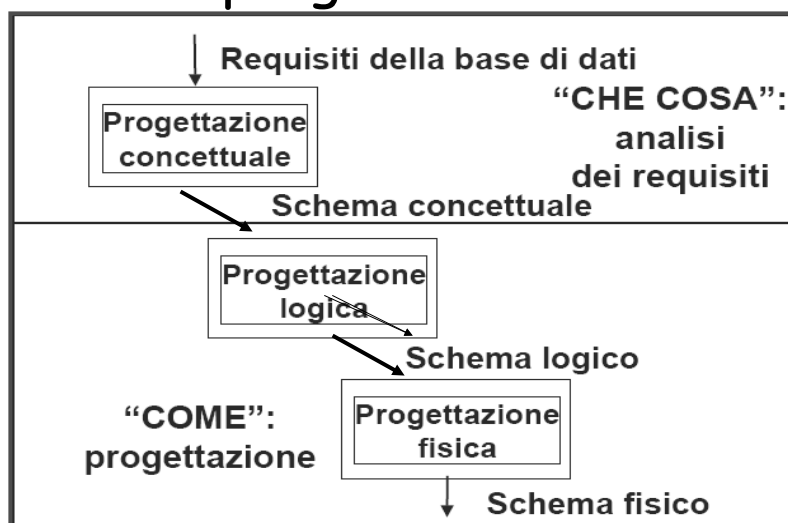 Requisiti della base di dati
“CHE COSA”:
analisi
dei requisiti
Progettazione
concettuale
Schema concettuale
Progettazione
logica
Schema logico
“COME”:
progettazione
Progettazione
fisica
Schema fisico